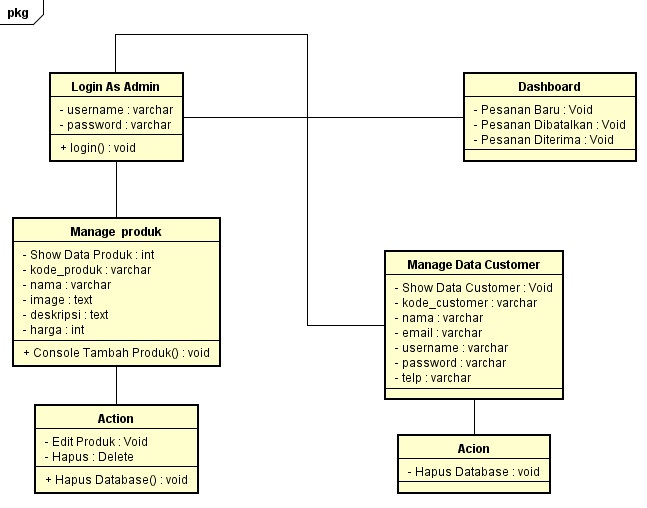 pkg
Login As Admin
- username : varchar
- password : varchar
+ login() : void
Dashboard
- Pesanan Baru : Void
- Pesanan Dibatalkan : Void
- Pesanan Diterima : Void
Manage produk
- Show Data Produk : int
- kode_produk : varchar
- nama : varchar
- image : text
- deskripsi : text
- harga : int
+ Console Tambah Produk() : void
Manage Data Customer
- Show Data Customer : Void
- kode_customer : varchar
- nama : varchar
- email : varchar
- username : varchar
- password : varchar
- telp : varchar
Action
- Edit Produk : Void
- Hapus : Delete
+ Hapus Database() : void
Acion
- Hapus Database : void